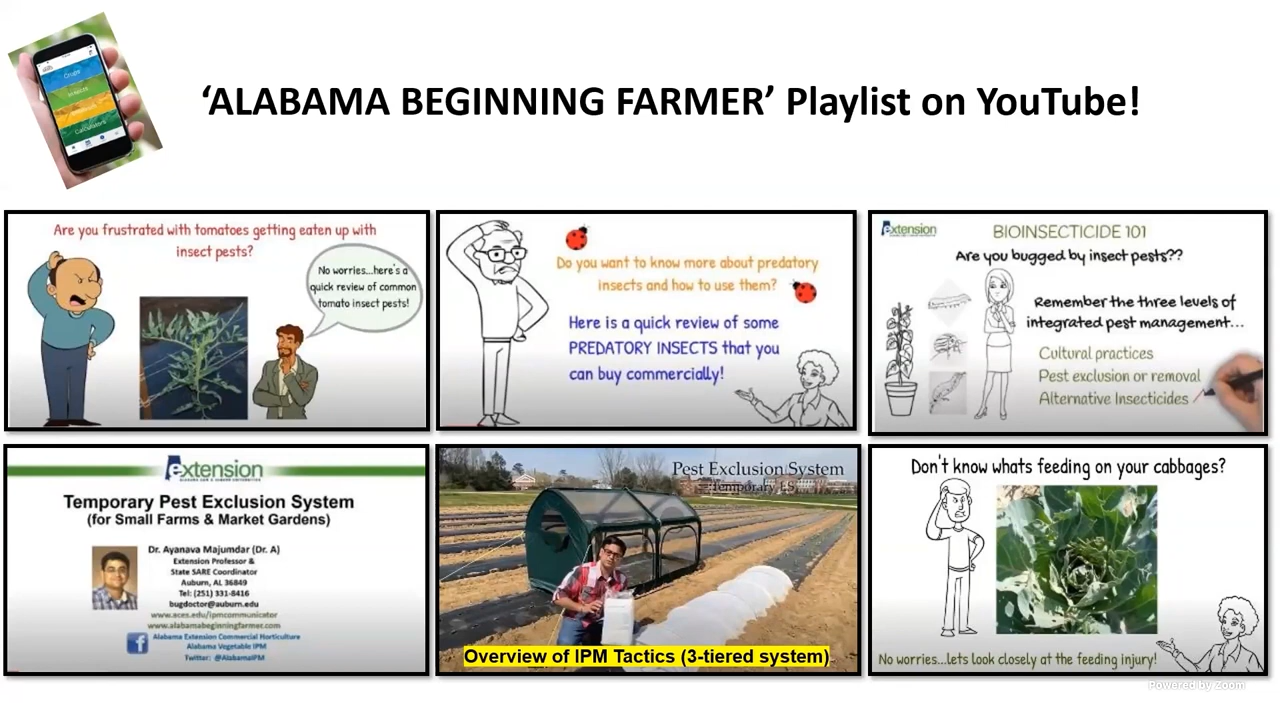 ‘ALABAMA BEGINNING FARMER’ Playlist on YouTube!
Crops
Insects
Calculators
Are you frustrated with tomatoes getting eaten up with
insect pests?
No worries...here's a
quick review of common
tomato insect pests!
Do you want to know more about predatory
insects and how to use them?
Here is a quick review of some
PREDATORY INSECTS that you
can buy commercially!
extension
BIOINSECTICIDE 101
Are you bugged by insect pests??
Remember the three levels of
integrated pest management...
Cultural practices
Pest exclusion or removal
Alternative Insecticides
extension
ALABAMA A&M & AUBURN UNIVERSITIES
Temporary Pest Exclusion System
(for Small Farms & Market Gardens)
Dr. Ayanava Majumdar (Dr. A)
Extension Professor &
State SARE Coordinator
Auburn, AL 36849
Tel: (251) 331-8416
bugdoctor@auburn.edu
www.aces.edu/ipmcommunicator
www.alabamabeginningfarmer.com
Alabama Extension Commercial Horticulture
Alabama Vegetable IPM
Twitter: @AlabamaIPM
Pest Exclusion System
Overview of IPM Tactics (3-tiered system)
Don't know whats feeding on your cabbages?
No worries...lets look closely at the feeding injury!
Powered by Zoom